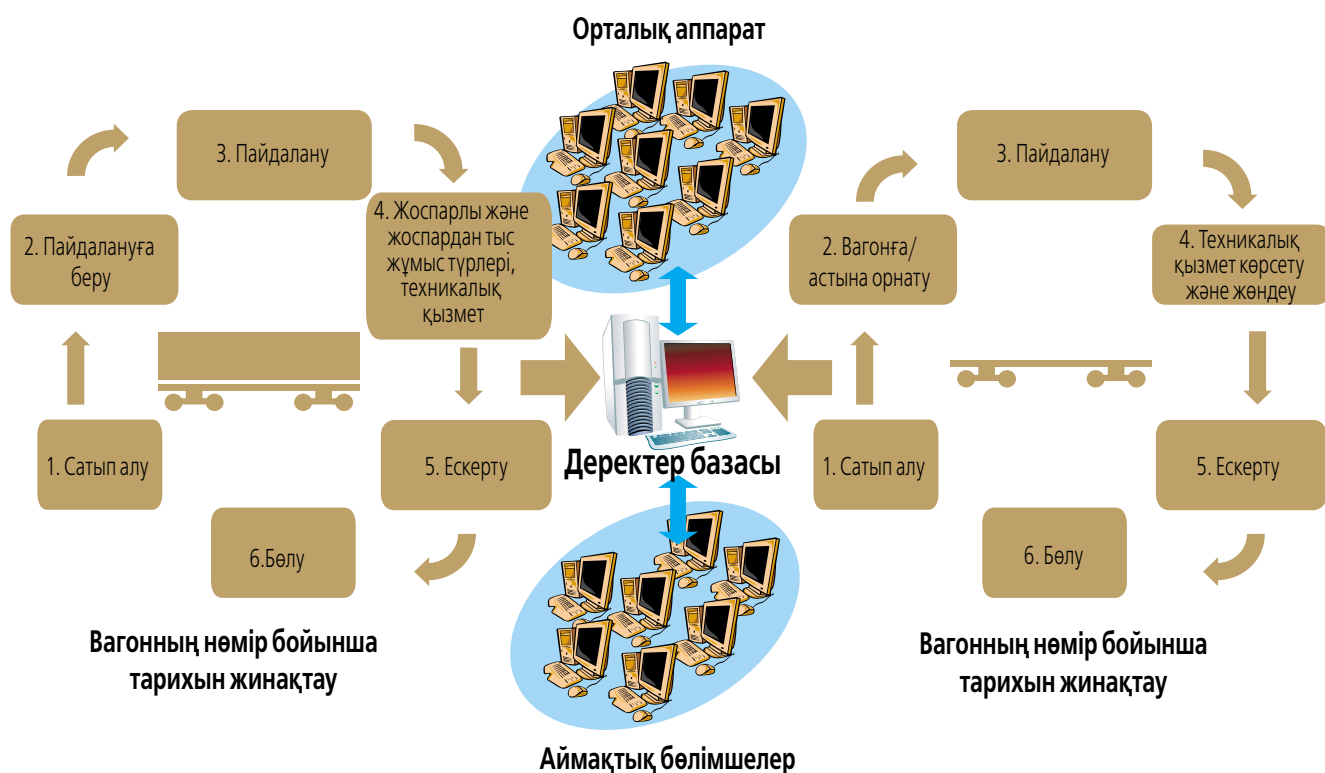 Орталық аппарат
3. Пайдалану
2. Пайдалануға
беру
4. Жоспарлы және
жоспардан тыс
жұмыс түрлері,
техникалық
қызмет
1. Сатып алу
5. Ескерту
6.Бөлу
Вагонның нөмір бойынша
тарихын жинақтау
Деректер базасы
Аймақтық бөлімшелер
3. Пайдалану
2. Вагонға/
астына орнату
4. Техникалық
қызмет көрсету
және жөндеу
1. Сатып алу
5. Ескерту
6. Бөлу
Вагонның нөмір бойынша
тарихын жинақтау